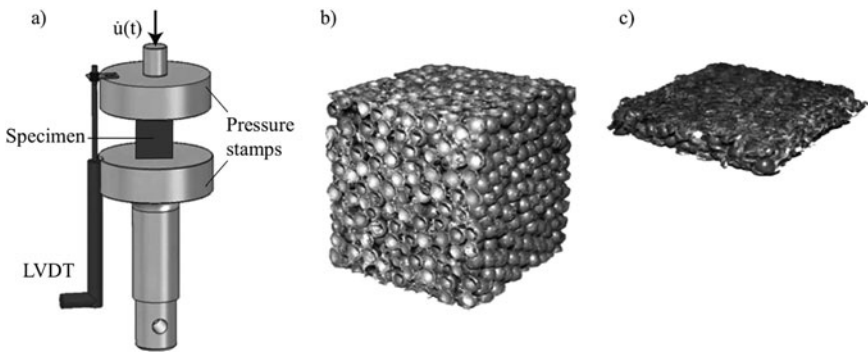 a)
u̇(t)
Specimen
Pressure
stamps
LVDT
b)
c)